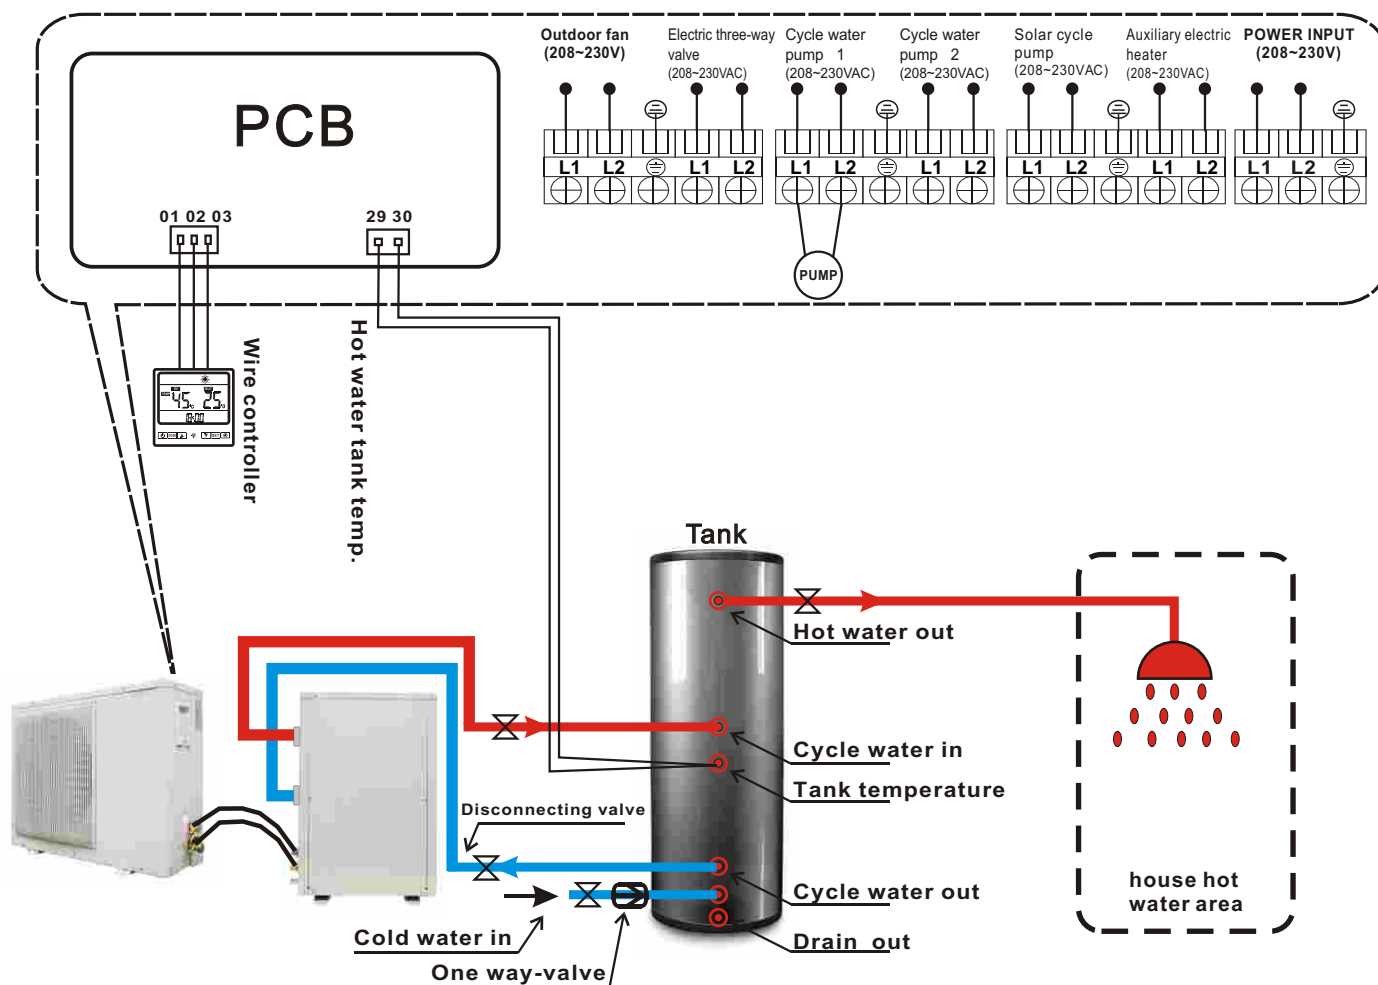 Outdoor fan
(208~230V)
Electric three-way
valve
(208~230VAC)
Cycle water
pump 1
(208~230VAC)
Cycle water
pump 2
(208~230VAC)
Solar cycle
pump
(208~230VAC)
Auxiliary electric
heater
(208~230VAC)
POWER INPUT
(208~230V)
PCB
L1 L2 L1 L2
L1 L2 L1 L2
L1 L2 L1 L2
L1 L2
01 02 03
29 30
PUMP
Wire controller
45 25
Hot water tank temp.
Tank
Hot water out
Cycle water in
Tank temperature
Disconnecting valve
Cycle water out
Cold water in
Drain out
One way-valve
house hot
water area